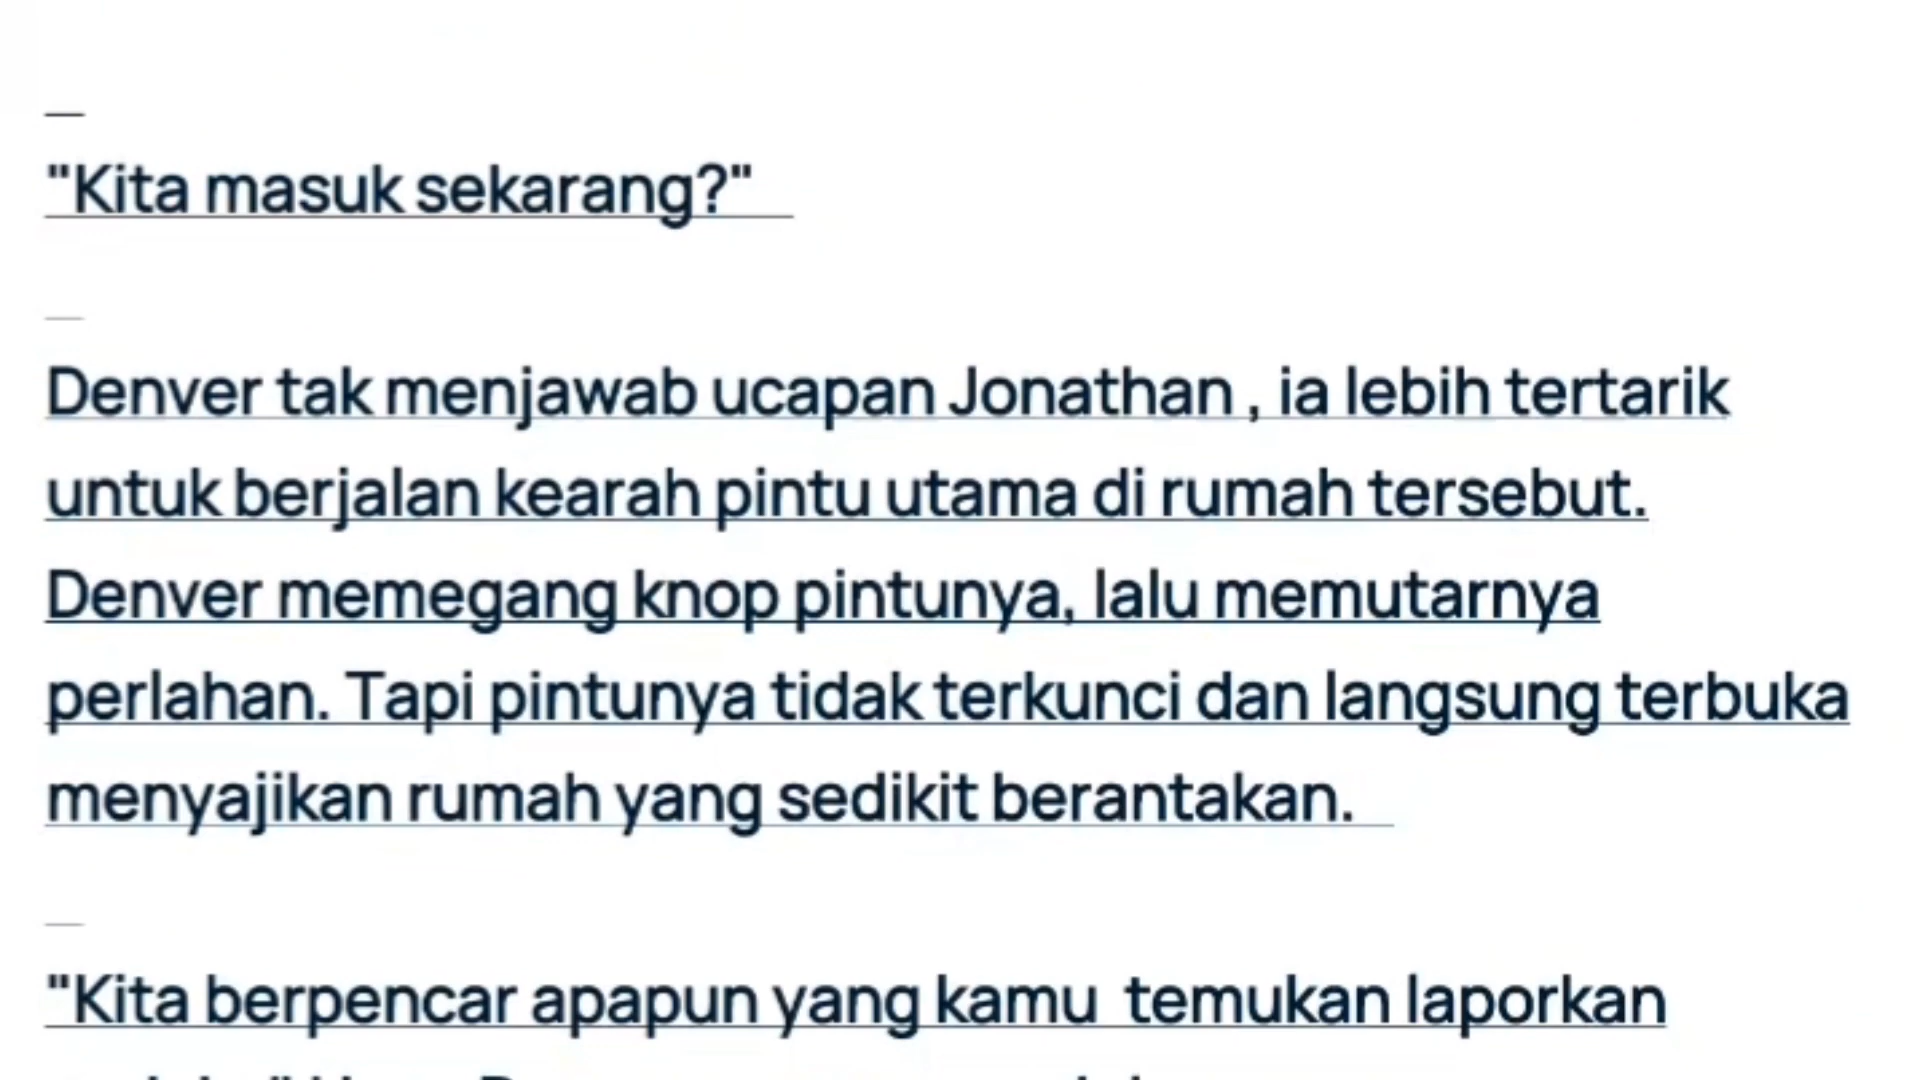 "Kita masuk sekarang?"
Denver tak menjawab ucapan Jonathan , ia lebih tertarik
untuk berjalan kearah pintu utama di rumah tersebut.
Denver memegang knop pintunya, lalu memutarnya
perlahan. Tapi pintunya tidak terkunci dan langsung terbuka
menyajikan rumah yang sedikit berantakan.
"Kita berpencar apapun yang kamu  temukan laporkan